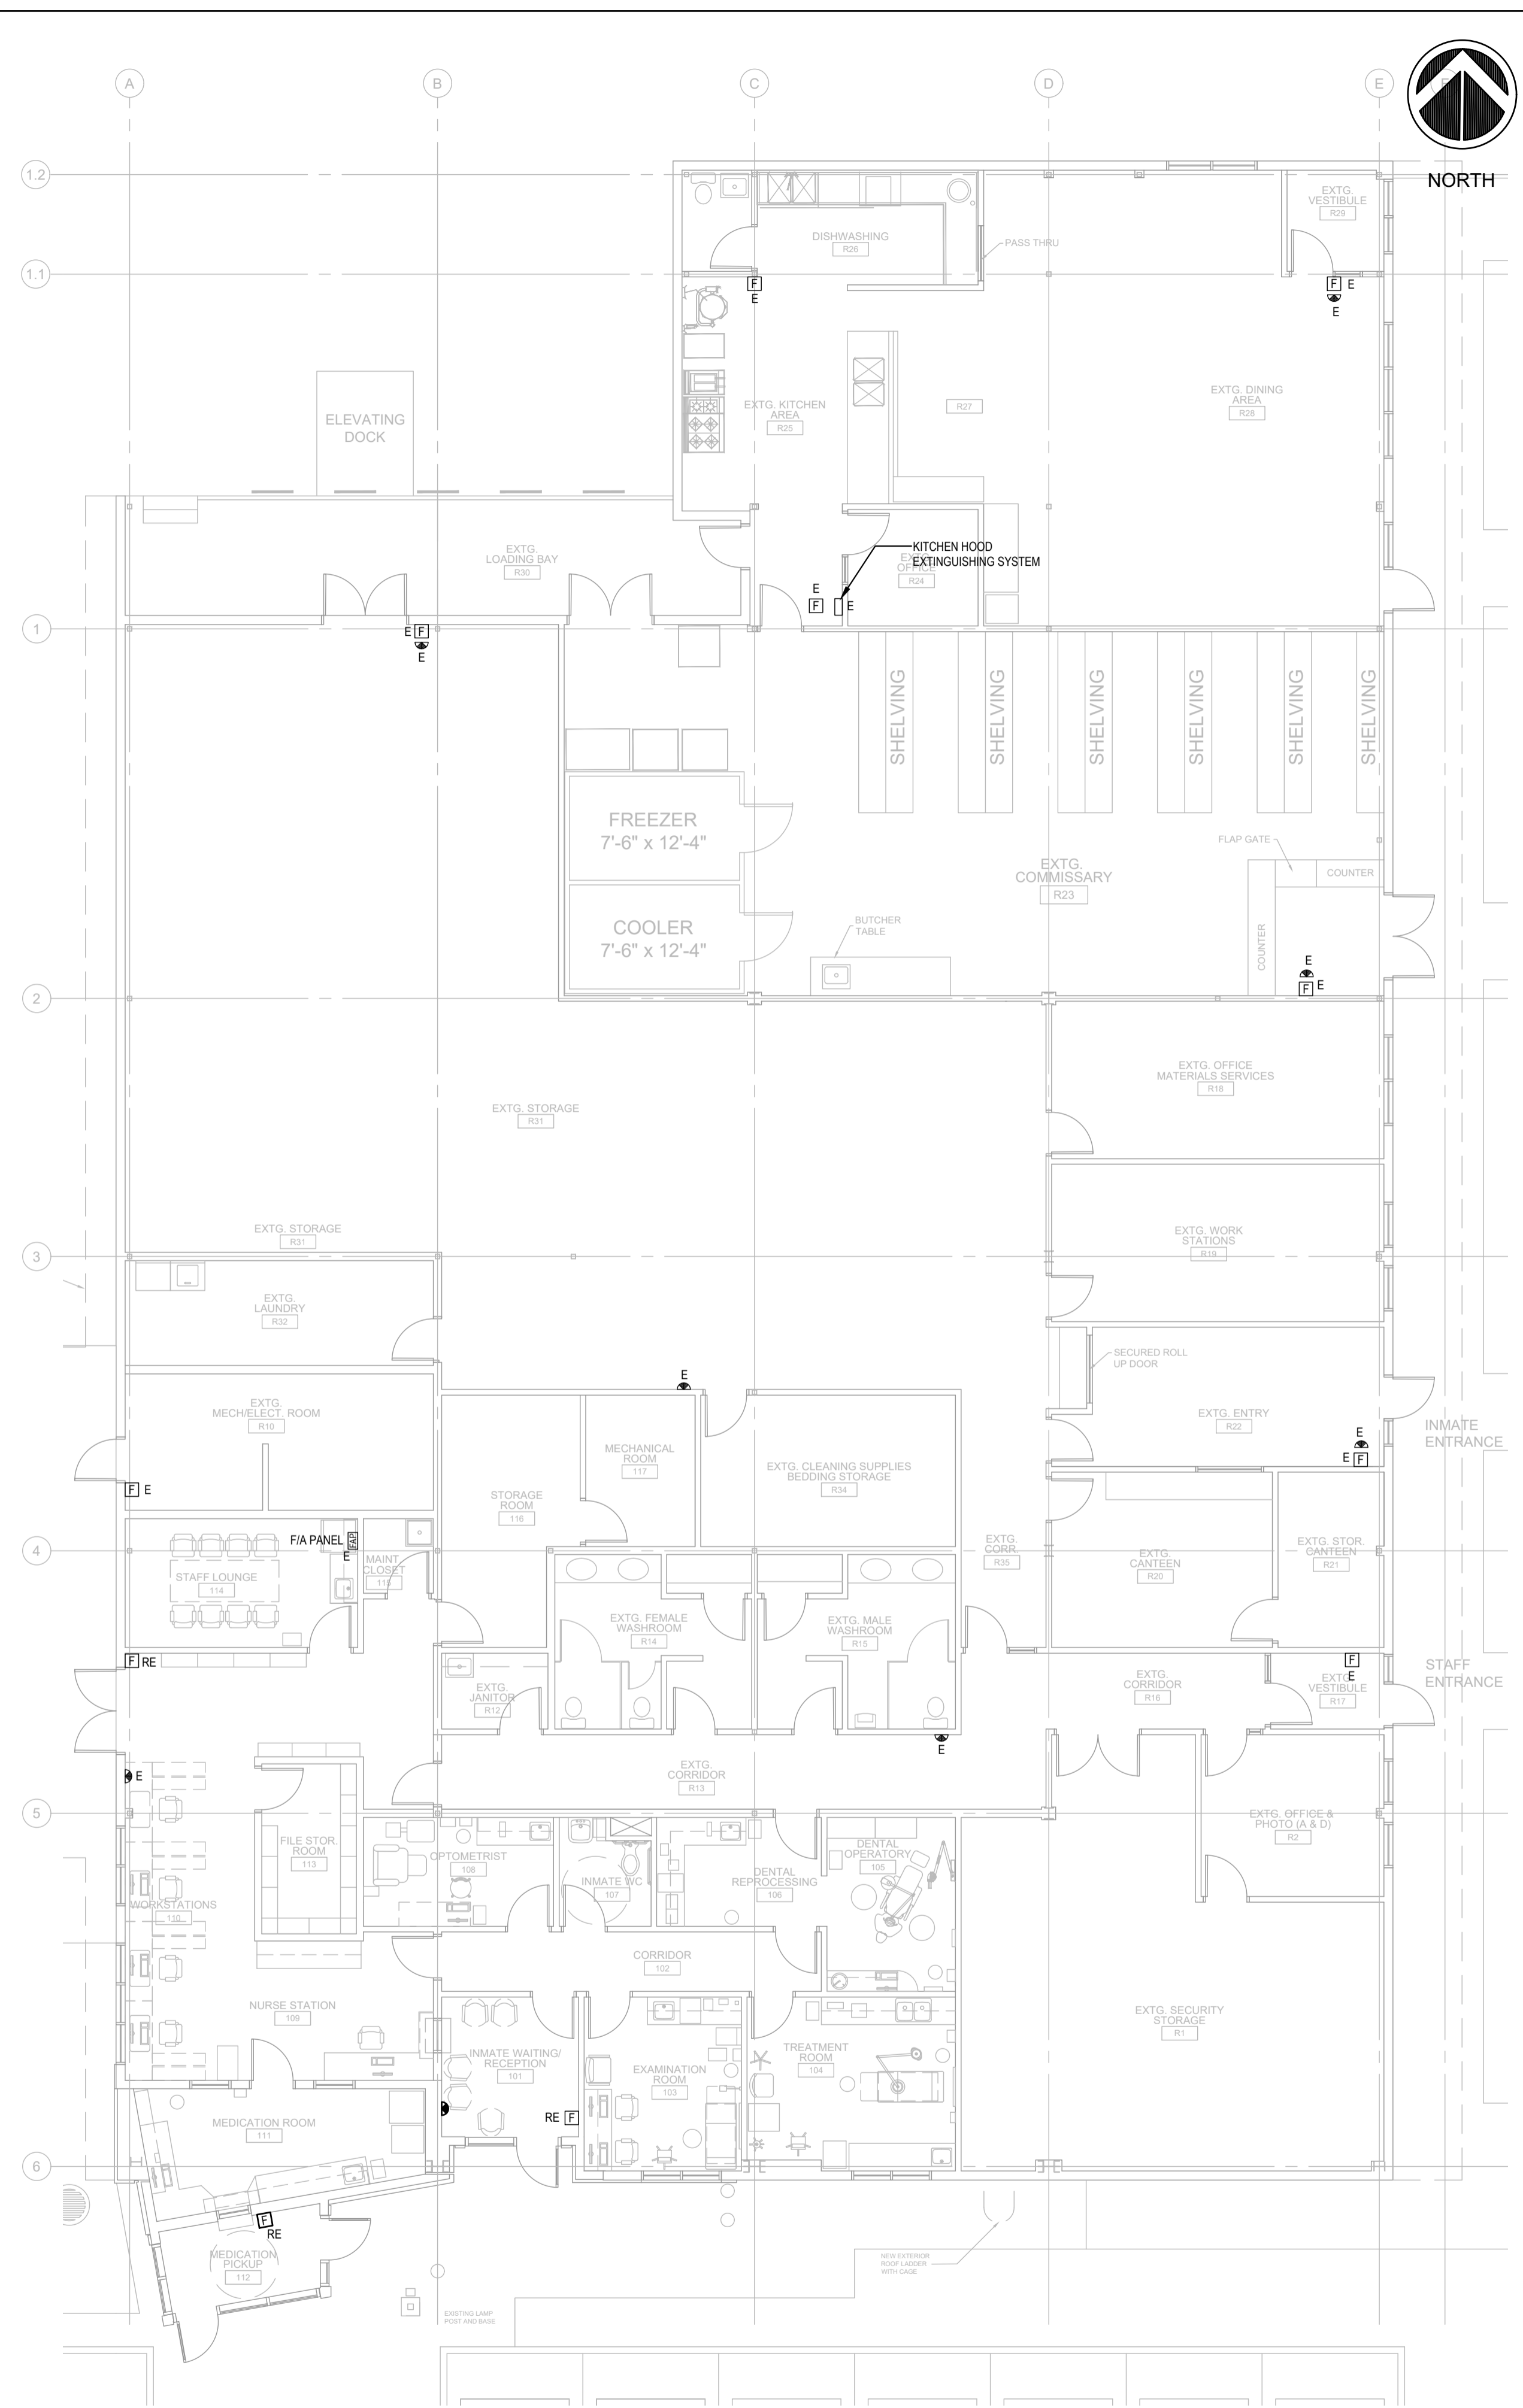 A
B
C
D
E
NORTH
1.2
1.1
1
2
3
4
5
6
EXTG.
VESTIBULE
R29
DISHWASHING
R26
PASS THRU
F
E
F E
E
ELEVATING
DOCK
EXTG. KITCHEN
AREA
R25
R27
EXTG. DINING
AREA
R28
EXTG.
LOADING BAY
R30
KITCHEN HOOD
EXTINGUISHING SYSTEM
EXTG.
OFFICE
R24
E
F
E
E F
E
SHELVING
SHELVING
SHELVING
SHELVING
SHELVING
SHELVING
FREEZER
7'-6" x 12'-4"
FLAP GATE
COUNTER
EXTG.
COMMISSARY
R23
COOLER
7'-6" x 12'-4"
BUTCHER
TABLE
COUNTER
E
F E
EXTG. OFFICE
MATERIALS SERVICES
R18
EXTG. STORAGE
R31
EXTG. STORAGE
R31
EXTG. WORK
STATIONS
R19
EXTG.
LAUNDRY
R32
SECURED ROLL
UP DOOR
E
EXTG.
MECH/ELECT. ROOM
R10
EXTG. ENTRY
R22
INMATE
ENTRANCE
E
E F
MECHANICAL
ROOM
117
EXTG. CLEANING SUPPLIES
BEDDING STORAGE
R34
F E
STORAGE
ROOM
116
F/A PANEL
FAP
E
MAINT.
CLOSET
115
STAFF LOUNGE
114
EXTG.
CORR.
R35
EXTG.
CANTEEN
R20
EXTG. STOR.
CANTEEN
R21
EXTG. FEMALE
WASHROOM
R14
EXTG. MALE
WASHROOM
R15
F RE
F
E
STAFF
ENTRANCE
EXTG.
JANITOR
R12
EXTG.
CORRIDOR
R16
EXTG.
VESTIBULE
R17
E
E
EXTG.
CORRIDOR
R13
EXTG. OFFICE &
PHOTO (A & D)
R2
FILE STOR.
ROOM
113
OPTOMETRIST
108
INMATE WC
107
DENTAL
REPROCESSING
106
DENTAL
OPERATORY
105
WORKSTATIONS
110
CORRIDOR
102
NURSE STATION
109
EXTG. SECURITY
STORAGE
R1
INMATE WAITING/
RECEPTION
101
EXAMINATION
ROOM
103
TREATMENT
ROOM
104
MEDICATION ROOM
111
RE F
F
RE
MEDICATION
PICKUP
112
NEW EXTERIOR
ROOF LADDER
WITH CAGE
EXISTING LAMP
POST AND BASE